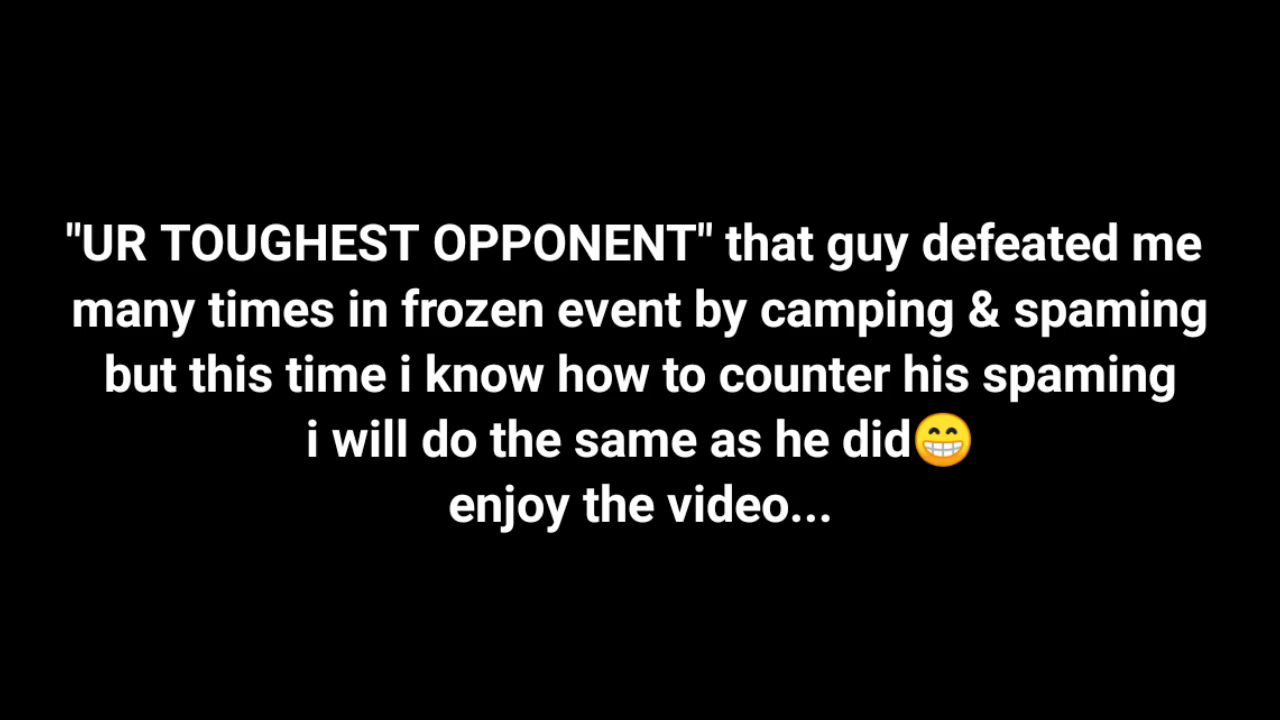 "UR TOUGHEST OPPONENT" that guy defeated me
many times in frozen event by camping & spaming
but this time i know how to counter his spaming
i will do the same as he did😁
enjoy the video...